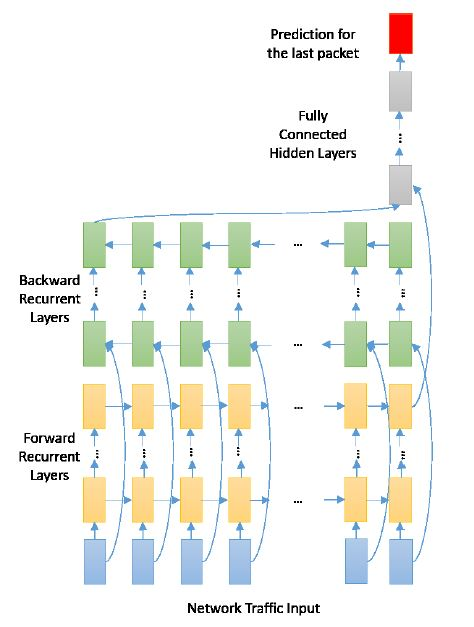 Prediction for
the last packet
Fully
Connected
Hidden Layers
...
...
Backward
Recurrent
Layers
...
...
...
...
...
...
...
Forward
Recurrent
Layers
...
...
...
...
...
...
...
...
Network Traffic Input